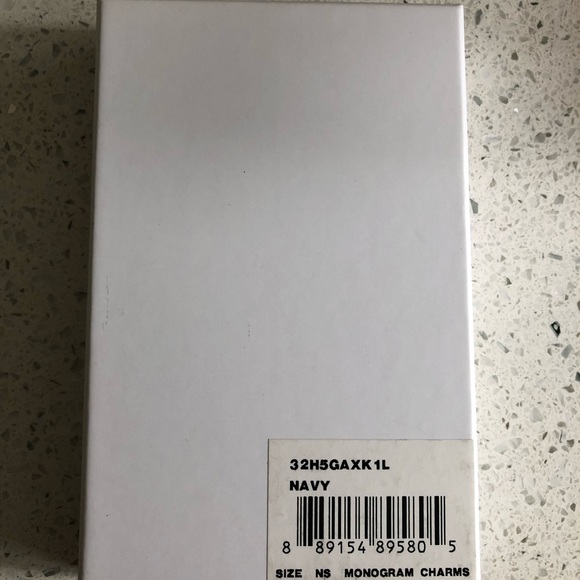 32H5GAXK1L
NAVY
8 89154 89580 5
SIZE NS MONOGRAM CHARMS